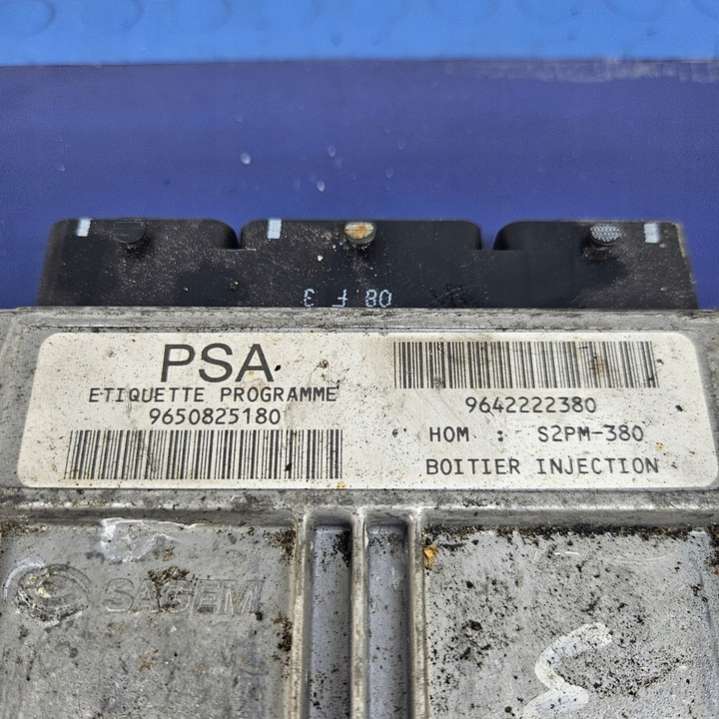 08 F 3
PSA
ETIQUETTE PROGRAMME
9650825180
9642222380
HOM : S2PM-380
BOITIER INJECTION
SAGEM